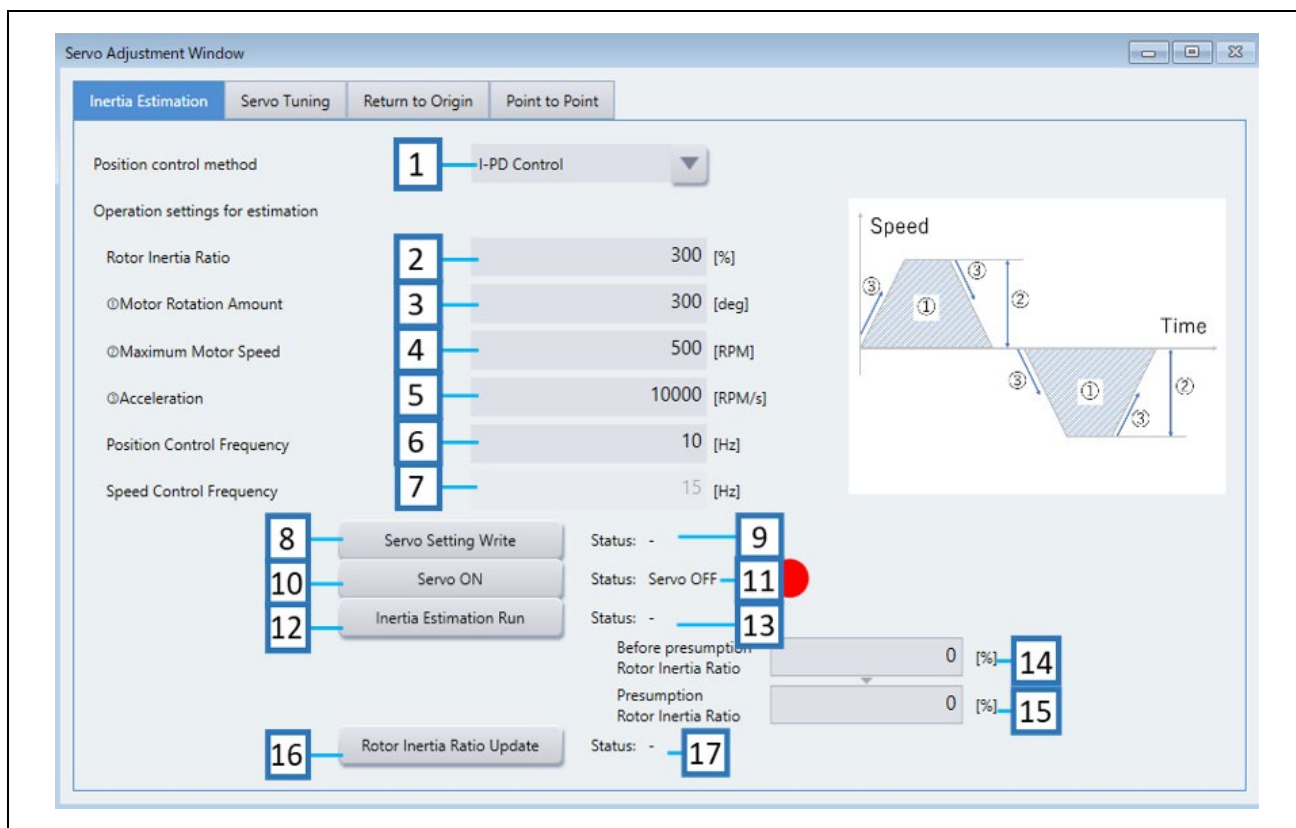 Servo Adjustment Window
Inertia Estimation Servo Tuning Return to Origin Point to Point
Position control method 1 I-PD Control
Operation settings for estimation
Rotor Inertia Ratio 2 300 [%]
①Motor Rotation Amount 3 300 [deg]
②Maximum Motor Speed 4 500 [RPM]
③Acceleration 5 10000 [RPM/s]
Position Control Frequency 6 10 [Hz]
Speed Control Frequency 7 15 [Hz]
Speed
③ ① ③ ②
Time
③ ① ③ ②
8 Servo Setting Write Status: - 9
10 Servo ON Status: Servo OFF 11
12 Inertia Estimation Run Status: - 13
Before presumption
Rotor Inertia Ratio 0 [%] 14
Presumption
Rotor Inertia Ratio 0 [%] 15
16 Rotor Inertia Ratio Update Status: - 17